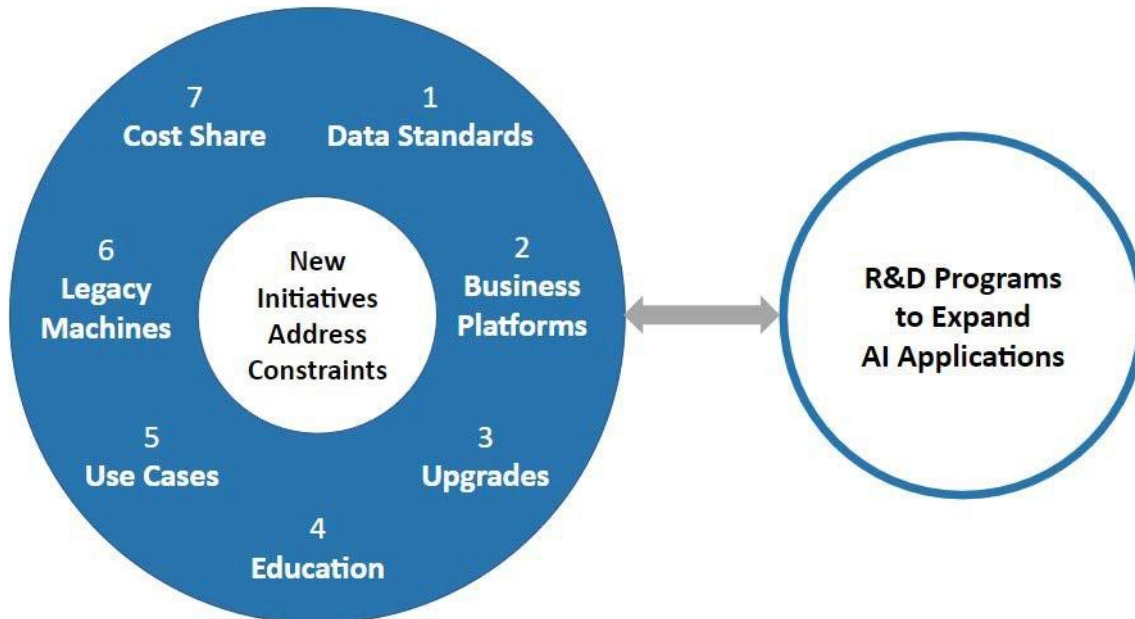 7
Cost Share
1
Data Standards
6
Legacy
Machines
New
Initiatives
Address
Constraints
2
Business
Platforms
5
Use Cases
3
Upgrades
4
Education
R&D Programs
to Expand
AI Applications